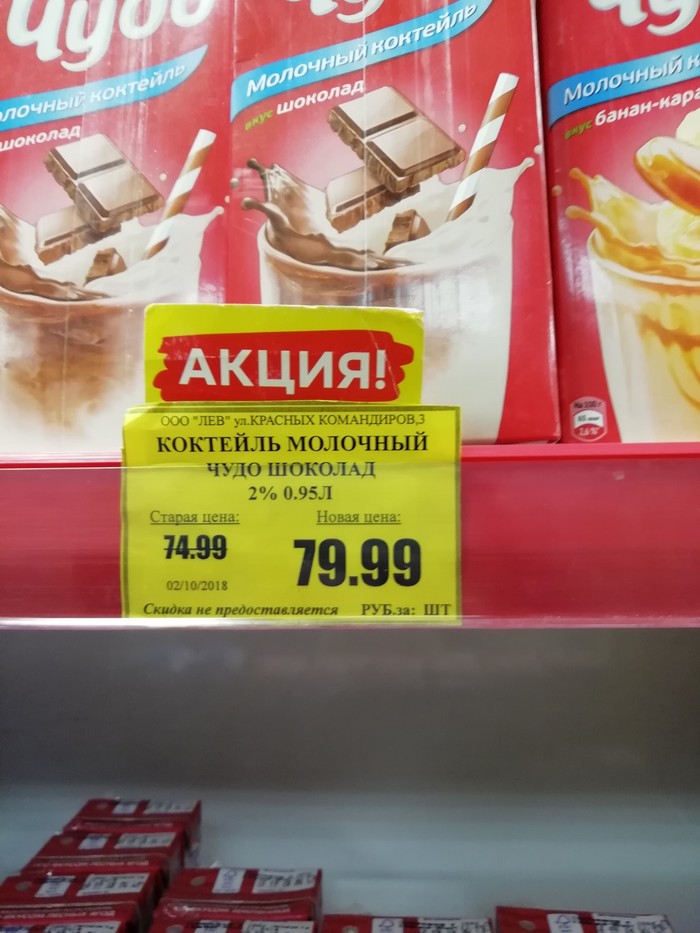 Чудо
Молочный коктейль
вкус шоколад
Молочный коктейль
шоколад
Молочный
вкус банан-кара
АКЦИЯ!
ООО "ЛЕВ" ул.КРАСНЫХ КОМАНДИРОВ,3
КОКТЕЙЛЬ МОЛОЧНЫЙ
ЧУДО ШОКОЛАД
2% 0.95Л
Старая цена: Новая цена:
74.99 79.99
02/10/2018
Скидка не предоставляется РУБ.за: ШТ